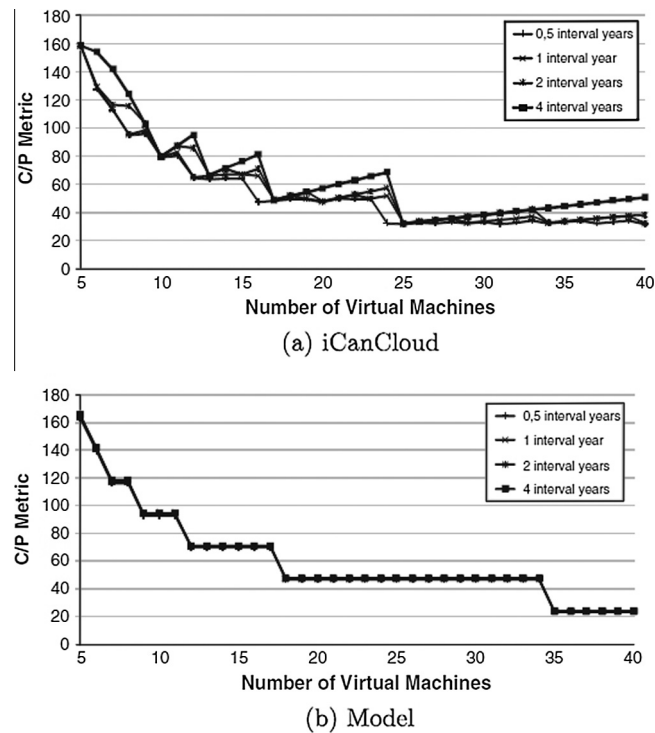 180
160
140
120
100
80
60
40
20
0
C/P Metric
0,5 interval years
1 interval year
2 interval years
4 interval years
5 10 15 20 25 30 35 40
Number of Virtual Machines
(a) iCanCloud
180
160
140
120
100
80
60
40
20
0
C/P Metric
0,5 interval years
1 interval year
2 interval years
4 interval years
5 10 15 20 25 30 35 40
Number of Virtual Machines
(b) Model